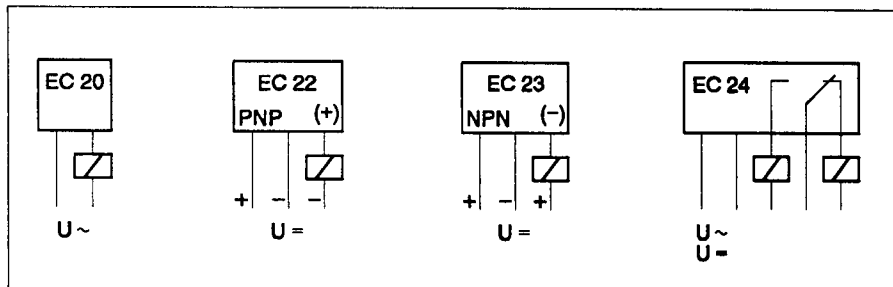 EC 20
EC 22
PNP (+)
EC 23
NPN (−)
EC 24
+ − −
+ − +
U ~
U =
U =
U ~
U =